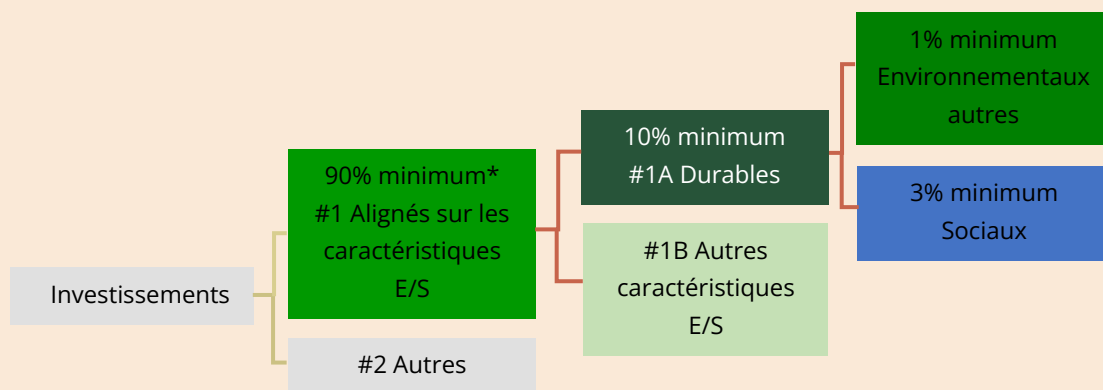 1% minimum
Environnementaux
autres
10% minimum
#1A Durables
90% minimum*
#1 Alignés sur les
caractéristiques
E/S
3% minimum
Sociaux
#1B Autres
caractéristiques
E/S
Investissements
#2 Autres